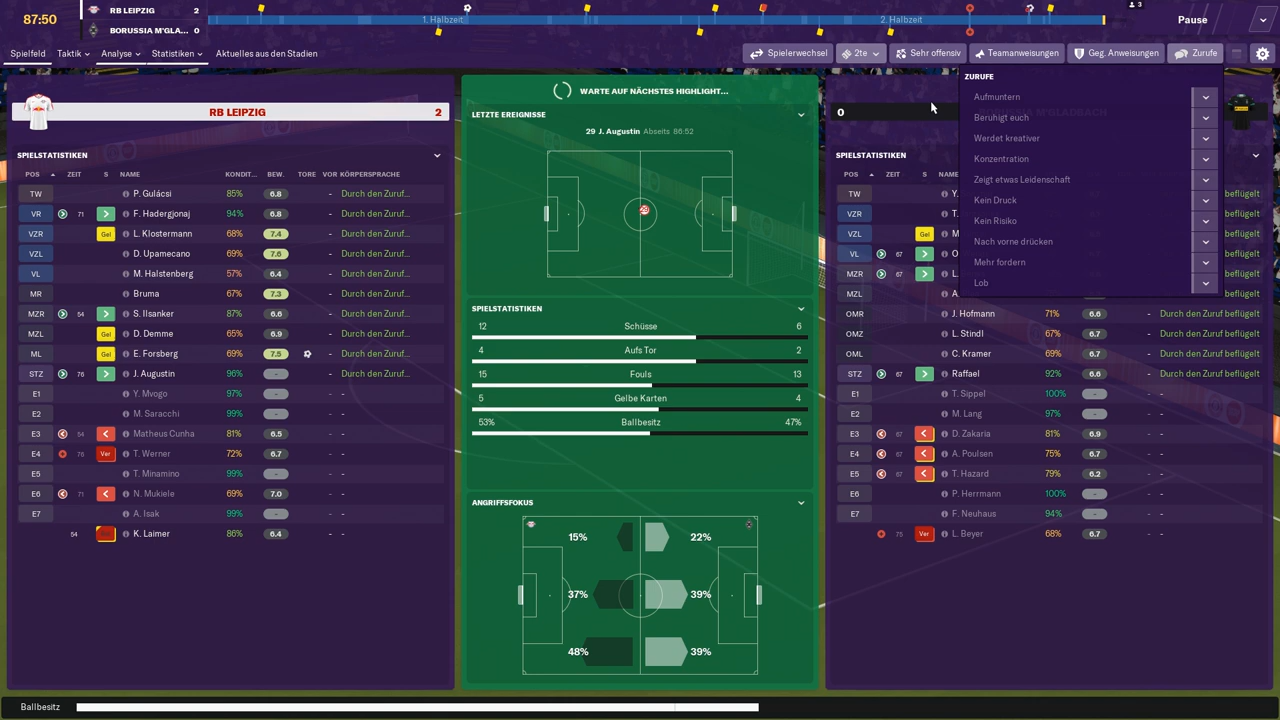 87:50
RB LEIPZIG 2
BORUSSIA M'GLA... 0
1. Halbzeit
2. Halbzeit
3
Pause
Spielfeld Taktik Analyse Statistiken Aktuelles aus den Stadien
Spielerwechsel 2te Sehr offensiv Teamanweisungen Geg. Anweisungen Zurufe
RB LEIPZIG 2
SPIELSTATISTIKEN
POS ZEIT S NAME KONDIT... BEW. TORE VOR KÖRPERSPRACHE
TW P. Gulácsi 85% 6.8 - Durch den Zuruf...
VR 71 F. Hadergjonaj 94% 6.8 - Durch den Zuruf...
VZR Gel L. Klostermann 68% 7.4 - Durch den Zuruf...
VZL D. Upamecano 69% 7.6 - Durch den Zuruf...
VL M. Halstenberg 57% 6.4 - Durch den Zuruf...
MR Bruma 67% 7.3 - Durch den Zuruf...
MZR 54 S. Ilsanker 87% 6.6 - Durch den Zuruf...
MZL Gel D. Demme 65% 6.9 - Durch den Zuruf...
ML Gel E. Forsberg 69% 7.5 - Durch den Zuruf...
STZ 76 J. Augustin 96% - - Durch den Zuruf...
E1 Y. Mvogo 97% - - -
E2 M. Saracchi 99% - - -
E3 54 Matheus Cunha 81% 6.5 - -
E4 76 Ver T. Werner 72% 6.7 - -
E5 T. Minamino 99% - - -
E6 71 N. Mukiele 69% 7.0 - -
E7 A. Isak 99% - - -
54 K. Laimer 86% 6.4 - -
WARTE AUF NÄCHSTES HIGHLIGHT...
LETZTE EREIGNISSE
29 J. Augustin Abseits 86:52
29
SPIELSTATISTIKEN
12 Schüsse 6
4 Aufs Tor 2
15 Fouls 13
5 Gelbe Karten 4
53% Ballbesitz 47%
ANGRIFFSFOKUS
15% 22%
37% 39%
48% 39%
ZURUFE
Aufmuntern
Beruhigt euch
Werdet kreativer
Konzentration
Zeigt etwas Leidenschaft
Kein Druck
Kein Risiko
Nach vorne drücken
Mehr fordern
Lob
0
SPIELSTATISTIKEN
POS ZEIT S NAME
TW Y.
VZR T. beflügelt
VZL Gel M beflügelt
VL 67 O beflügelt
MZR 67 L. beflügelt
MZL A. beflügelt
OMR J. Hofmann 71% 6.6 - Durch den Zuruf beflügelt
OMZ L. Stindl 67% 6.7 - Durch den Zuruf beflügelt
OML C. Kramer 69% 6.7 - Durch den Zuruf beflügelt
STZ 67 Raffael 92% 6.6 - Durch den Zuruf beflügelt
E1 T. Sippel 100% - - -
E2 M. Lang 97% - - -
E3 67 D. Zakaria 81% 6.9 - -
E4 67 A. Poulsen 75% 6.7 - -
E5 67 T. Hazard 79% 6.2 - -
E6 P. Herrmann 100% - - -
E7 F. Neuhaus 94% - - -
75 Ver L. Beyer 68% 6.7 - -
Ballbesitz